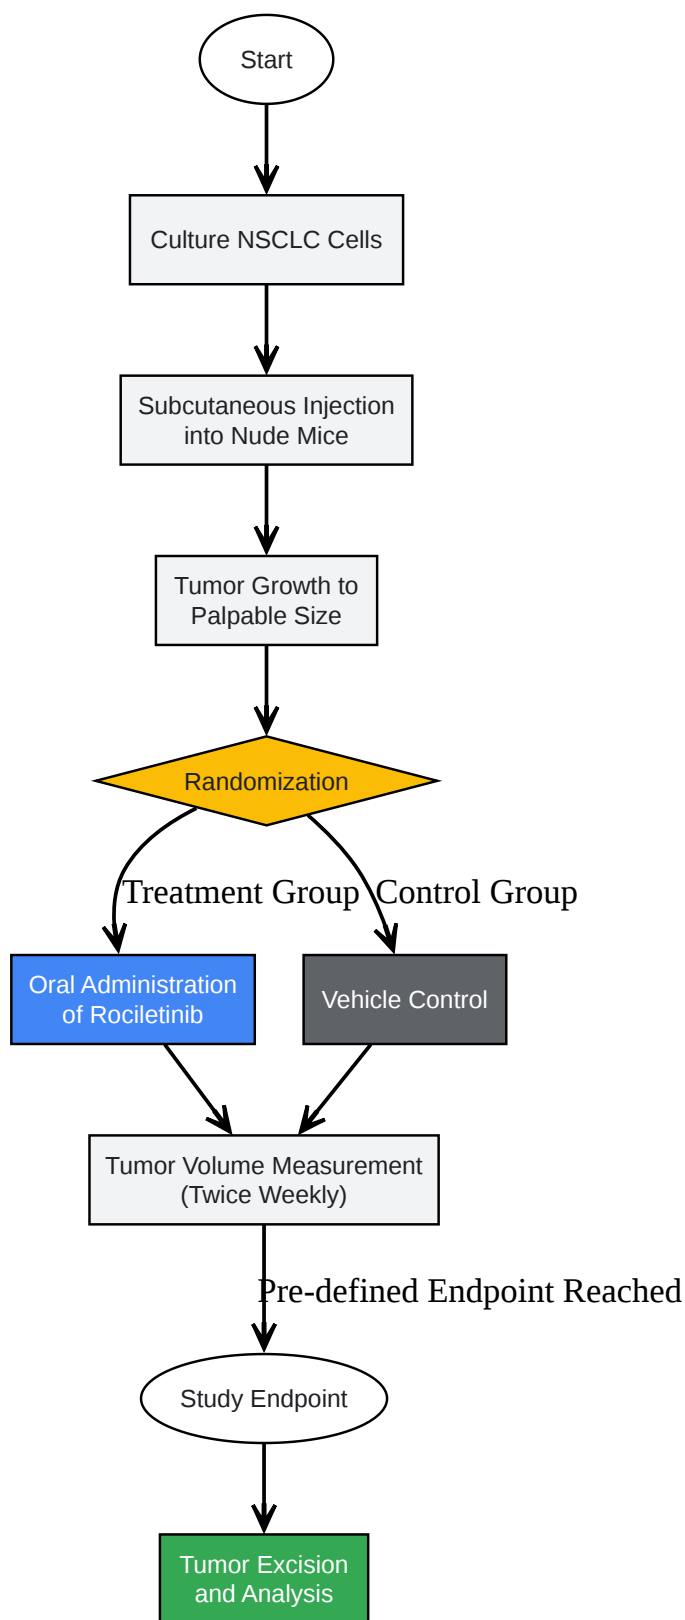 Start
Culture NSCLC Cells
Subcutaneous Injection
into Nude Mice
Tumor Growth to
Palpable Size
Randomization
Treatment Group
Control Group
Oral Administration
of Rociletinib
Vehicle Control
Tumor Volume Measurement
(Twice Weekly)
Pre-defined Endpoint Reached
Study Endpoint
Tumor Excision
and Analysis